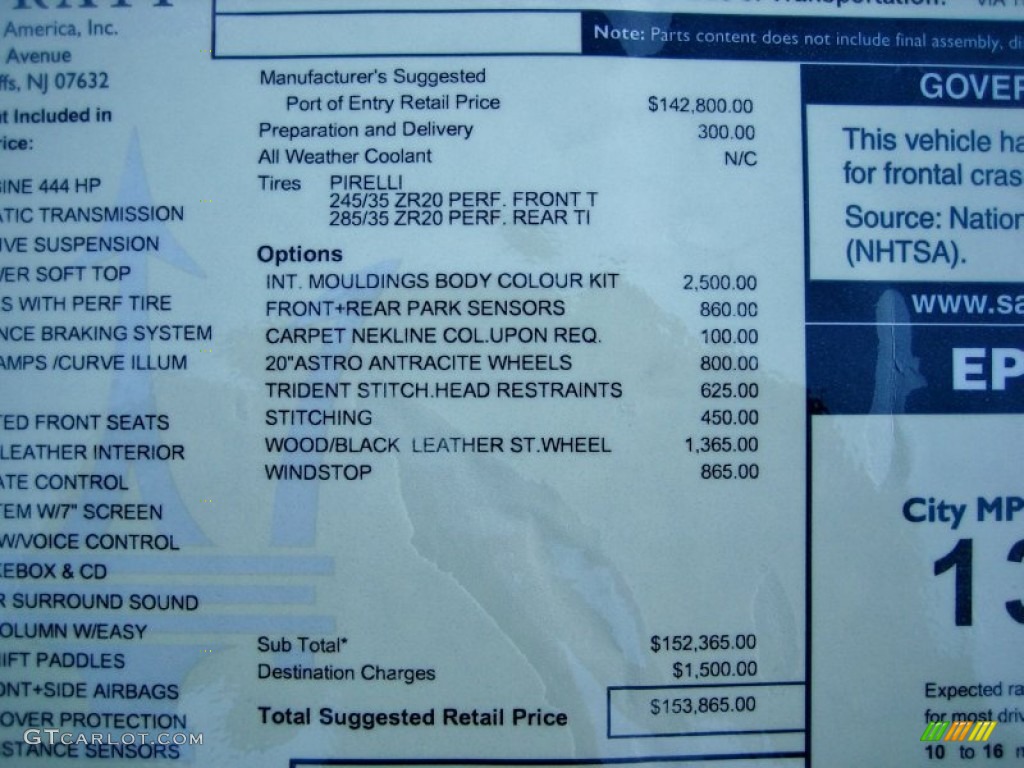 America, Inc.
Avenue
NJ 07632
Included in
Note: Parts content does not include final assembly,
Manufacturer's Suggested
Port of Entry Retail Price $142,800.00
Preparation and Delivery 300.00
All Weather Coolant N/C
Tires PIRELLI
245/35 ZR20 PERF. FRONT T
285/35 ZR20 PERF. REAR TI
Options
INT. MOULDINGS BODY COLOUR KIT 2,500.00
FRONT+REAR PARK SENSORS 860.00
CARPET NEKLINE COL.UPON REQ. 100.00
20"ASTRO ANTRACITE WHEELS 800.00
TRIDENT STITCH.HEAD RESTRAINTS 625.00
STITCHING 450.00
WOOD/BLACK LEATHER ST.WHEEL 1,365.00
WINDSTOP 865.00
Sub Total* $152,365.00
Destination Charges $1,500.00
Total Suggested Retail Price $153,865.00
rice:
GINE 444 HP
ATIC TRANSMISSION
IVE SUSPENSION
VER SOFT TOP
S WITH PERF TIRE
NCE BRAKING SYSTEM
AMPS /CURVE ILLUM
TED FRONT SEATS
LEATHER INTERIOR
ATE CONTROL
TEM W/7" SCREEN
W/VOICE CONTROL
KEBOX & CD
R SURROUND SOUND
OLUMN W/EASY
IFT PADDLES
ONT+SIDE AIRBAGS
OVER PROTECTION
STANCE SENSORS
GOVER
This vehicle ha
for frontal cras
Source: Nation
(NHTSA).
www.sa
EP
City MP
13
Expected ra
for most driv
10 to 16 m
GTcarlot.com